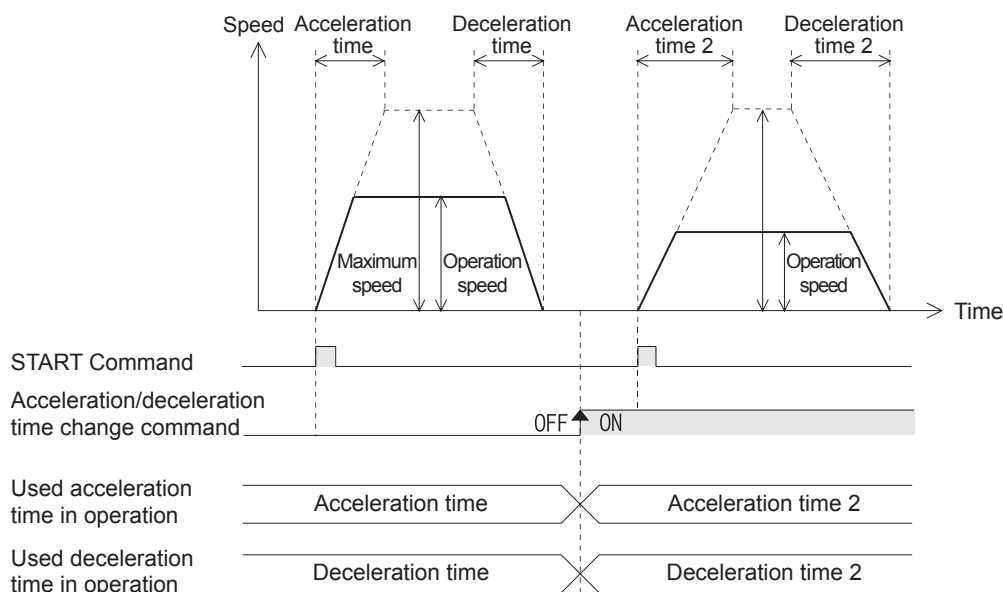 Speed
Acceleration
time
Deceleration
time
Acceleration
time 2
Deceleration
time 2
Maximum
speed
Operation
speed
Operation
speed
Time
START Command
Acceleration/deceleration
time change command
OFF ON
Used acceleration
time in operation
Acceleration time
Acceleration time 2
Used deceleration
time in operation
Deceleration time
Deceleration time 2